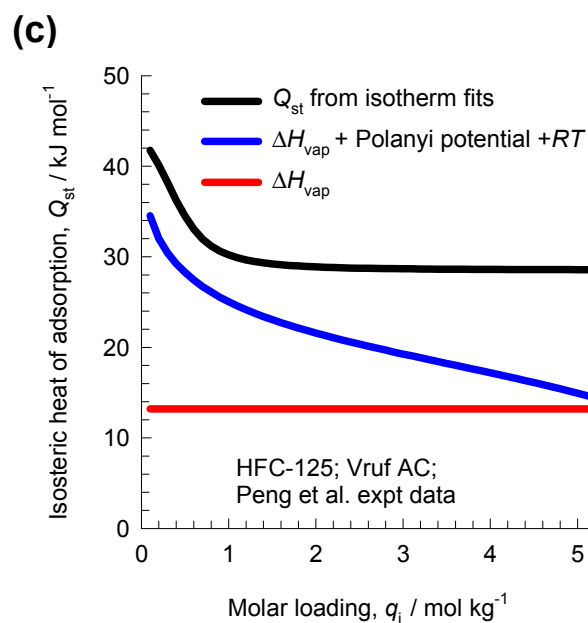 (c)
50
40
30
20
10
0
Isosteric heat of adsorption, Qst / kJ mol-1
Qst from isotherm fits
ΔHvap + Polanyi potential +RT
ΔHvap
HFC-125; Vruf AC;
Peng et al. expt data
0 1 2 3 4 5
Molar loading, qi / mol kg-1